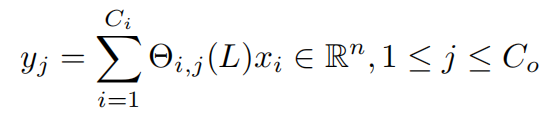 $y_j = \sum_{i=1}^{C_i} \Theta_{i,j}(L) x_i \in \mathbb{R}^n, 1 \leq j \leq C_o$